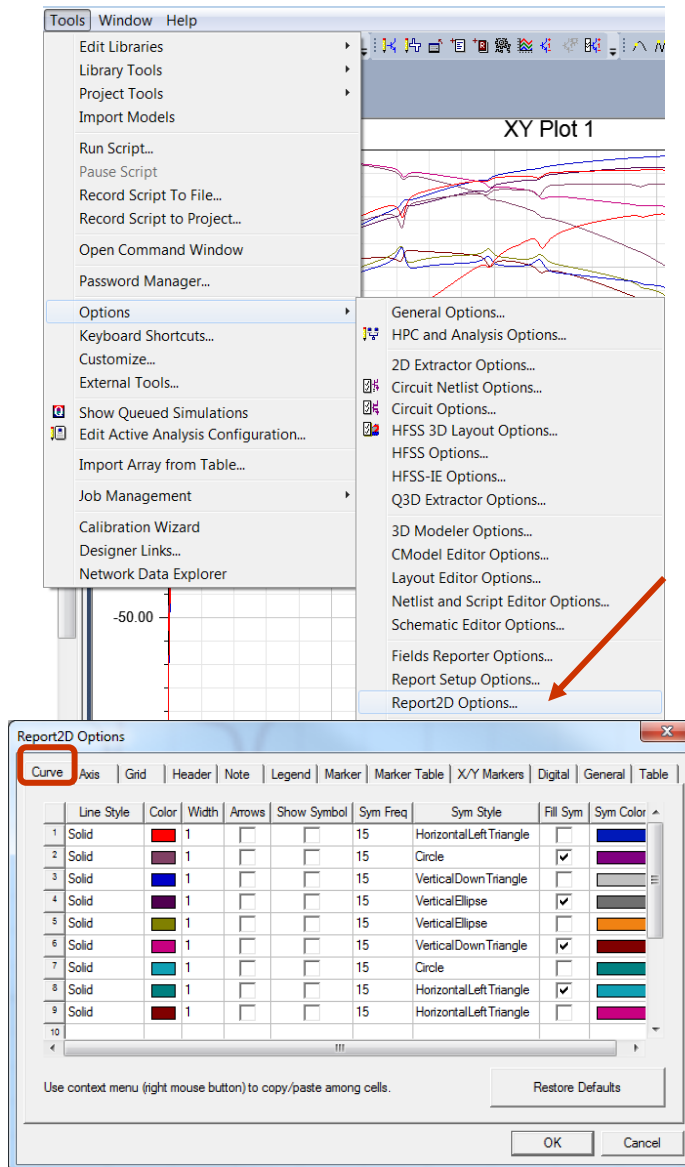 Tools Window Help
Edit Libraries
Library Tools
Project Tools
Import Models
XY Plot 1
Run Script...
Pause Script
Record Script To File...
Record Script to Project...
Open Command Window
Password Manager...
Options
Keyboard Shortcuts...
Customize...
External Tools...
Show Queued Simulations
Edit Active Analysis Configuration...
Import Array from Table...
Job Management
Calibration Wizard
Designer Links...
Network Data Explorer
General Options...
HPC and Analysis Options...
2D Extractor Options...
Circuit Netlist Options...
Circuit Options...
HFSS 3D Layout Options...
HFSS Options...
HFSS-IE Options...
Q3D Extractor Options...
3D Modeler Options...
CModel Editor Options...
Layout Editor Options...
Netlist and Script Editor Options...
Schematic Editor Options...
Fields Reporter Options...
Report Setup Options...
Report2D Options...
-50.00
Report2D Options
Curve Axis Grid Header Note Legend Marker Marker Table X/Y Markers Digital General Table
Line Style Color Width Arrows Show Symbol Sym Freq Sym Style Fill Sym Sym Color
1 Solid 1 15 HorizontalLeftTriangle
2 Solid 1 15 Circle
3 Solid 1 15 VerticalDownTriangle
4 Solid 1 15 VerticalEllipse
5 Solid 1 15 VerticalEllipse
6 Solid 1 15 VerticalDownTriangle
7 Solid 1 15 Circle
8 Solid 1 15 HorizontalLeftTriangle
9 Solid 1 15 HorizontalLeftTriangle
10
Use context menu (right mouse button) to copy/paste among cells.
Restore Defaults
OK Cancel